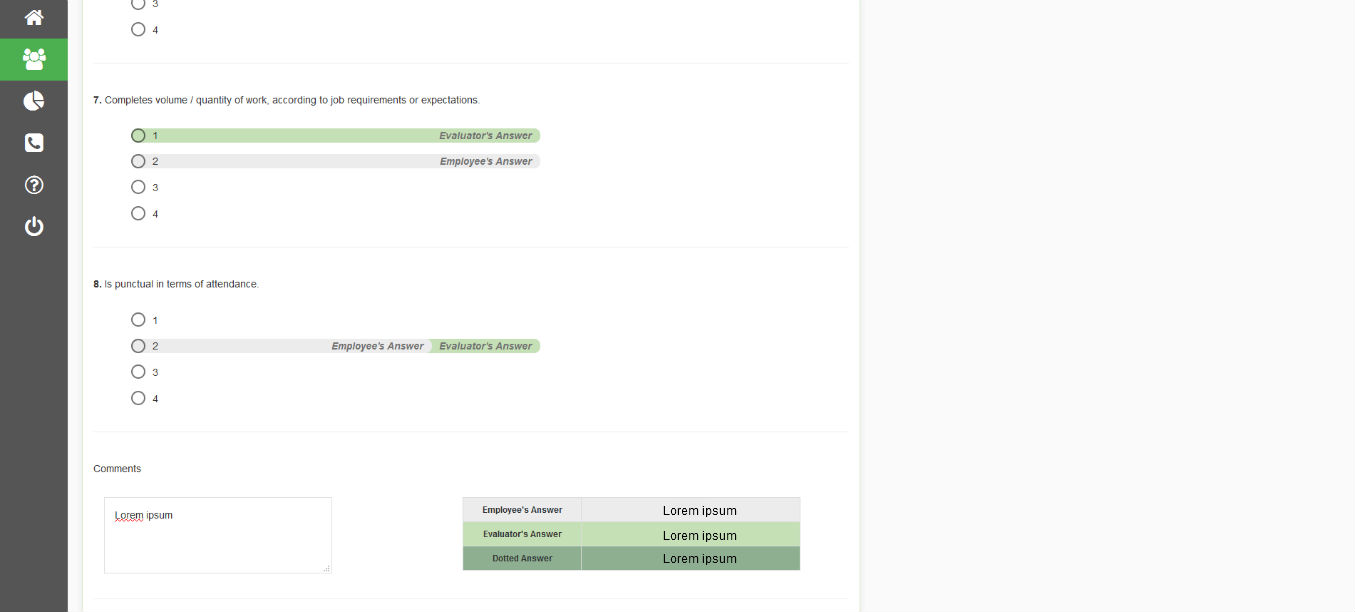 3
4
7. Completes volume / quantity of work, according to job requirements or expectations.
1 Evaluator's Answer
2 Employee's Answer
3
4
8. Is punctual in terms of attendance.
1
2 Employee's Answer Evaluator's Answer
3
4
Comments
Lorem ipsum
Employee's Answer Lorem ipsum
Evaluator's Answer Lorem ipsum
Dotted Answer Lorem ipsum